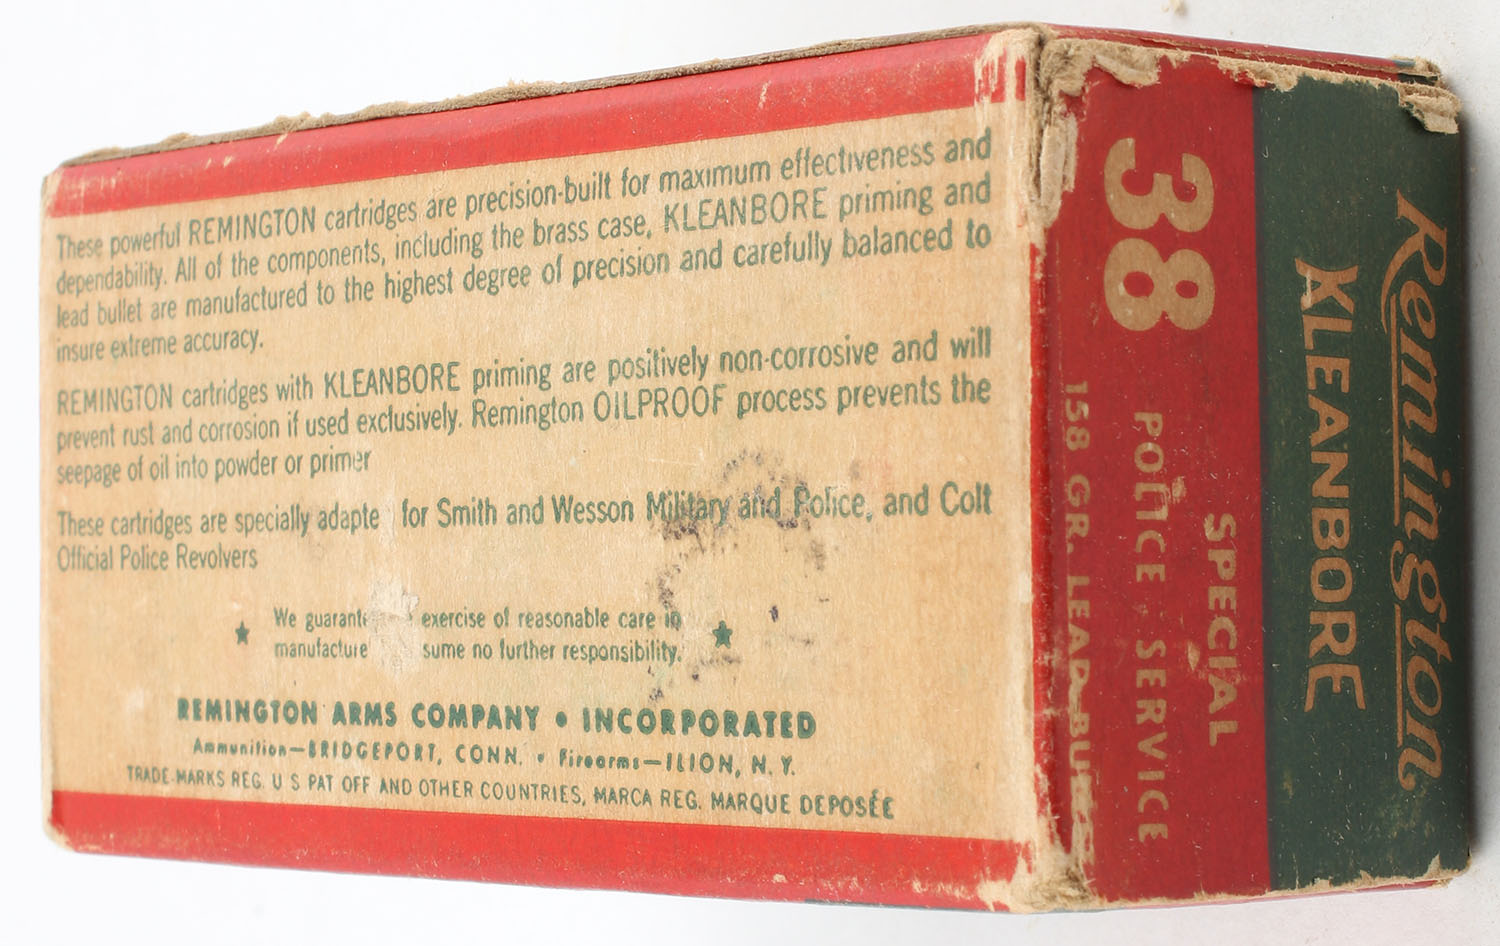 These powerful REMINGTON cartridges are precision-built for maximum effectiveness and
dependability. All of the components, including the brass case, KLEANBORE priming and
lead bullet are manufactured to the highest degree of precision and carefully balanced to
insure extreme accuracy.
REMINGTON cartridges with KLEANBORE priming are positively non-corrosive and will
prevent rust and corrosion if used exclusively. Remington OILPROOF process prevents the
seepage of oil into powder or primer
These cartridges are specially adapte for Smith and Wesson Military and Police, and Colt
Official Police Revolvers
We guarant exercise of reasonable care in
manufacture sume no further responsibility.
REMINGTON ARMS COMPANY • INCORPORATED
Ammunition—BRIDGEPORT, CONN. • Firearms—ILION, N. Y.
TRADE-MARKS REG. U S PAT OFF AND OTHER COUNTRIES, MARCA REG. MARQUE DEPOSÉE
Remington
KLEANBORE
38 SPECIAL
POLICE SERVICE
158 GR. LEAD